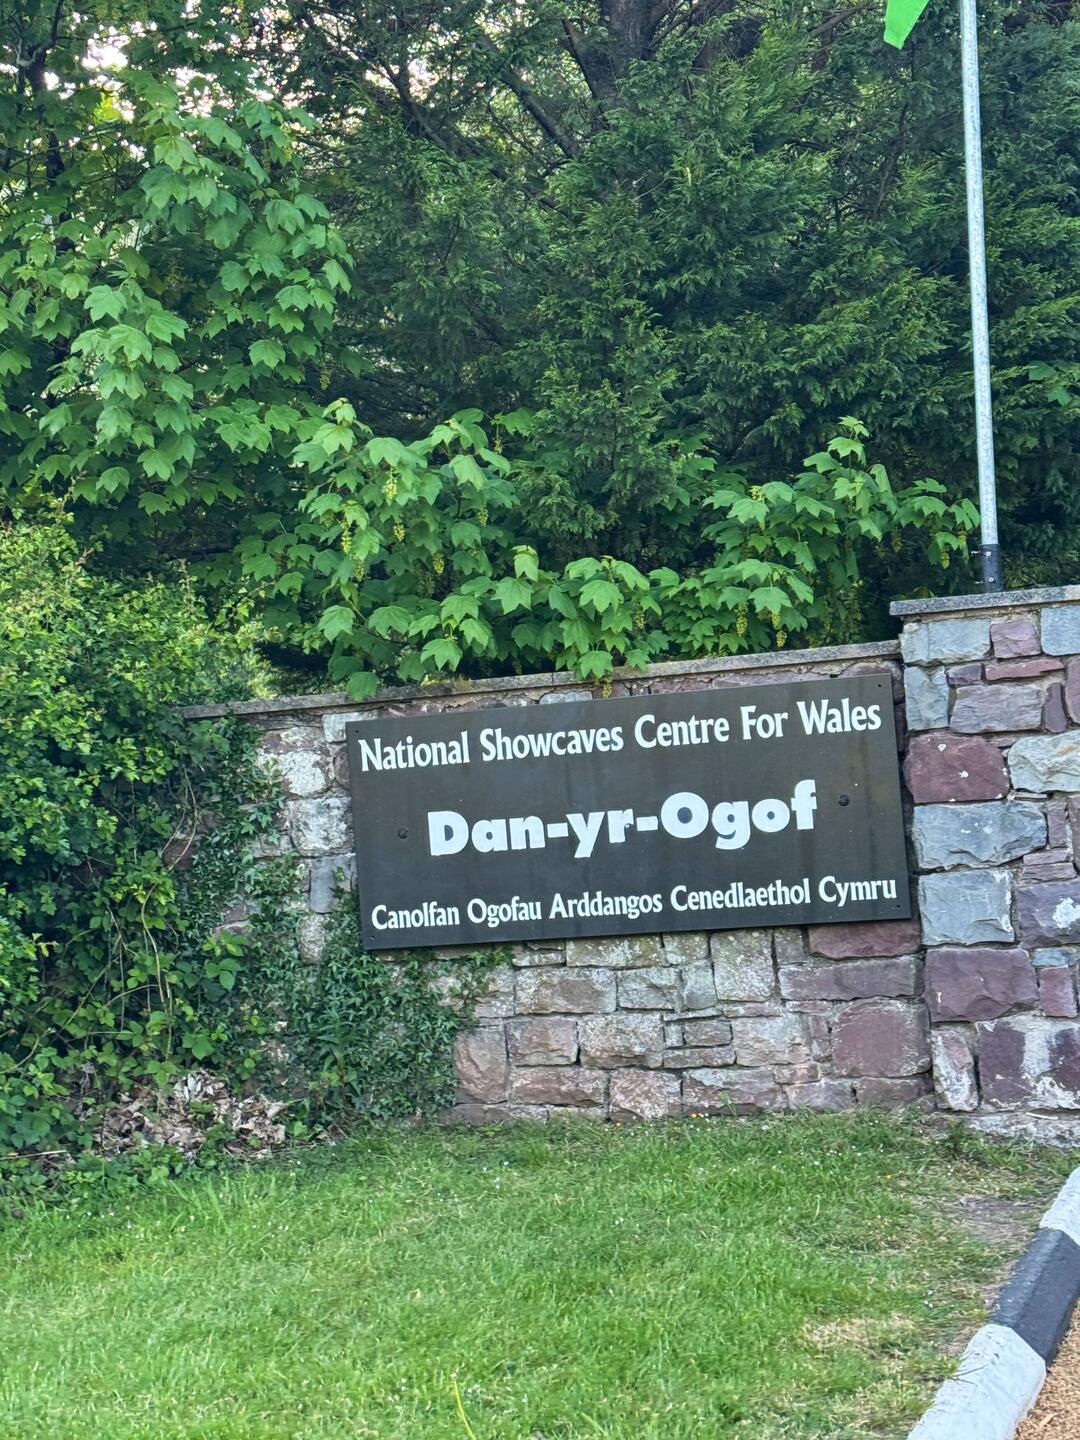 National Showcaves Centre For Wales
Dan-yr-Ogof
Canolfan Ogofau Arddangos Cenedlaethol Cymru